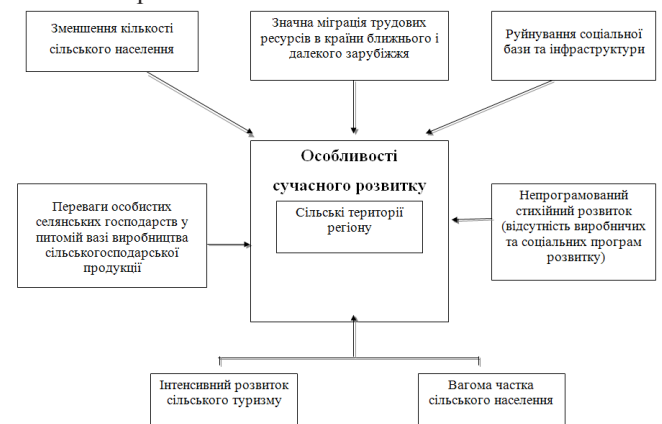 Зменшення кількості
сільського населення
Значна міграція трудових
ресурсів в країни ближнього і
далекого зарубіжжя
Руйнування соціальної
бази та інфраструктури
Особливості
сучасного розвитку
Сільські території
регіону
Переваги особистих
селянських господарств у
питомій вазі виробництва
сільськогосподарської
продукції
Непрограмований
стихійний розвиток
(відсутність виробничих
та соціальних програм
розвитку)
Інтенсивний розвиток
сільського туризму
Вагома частка
сільського населення